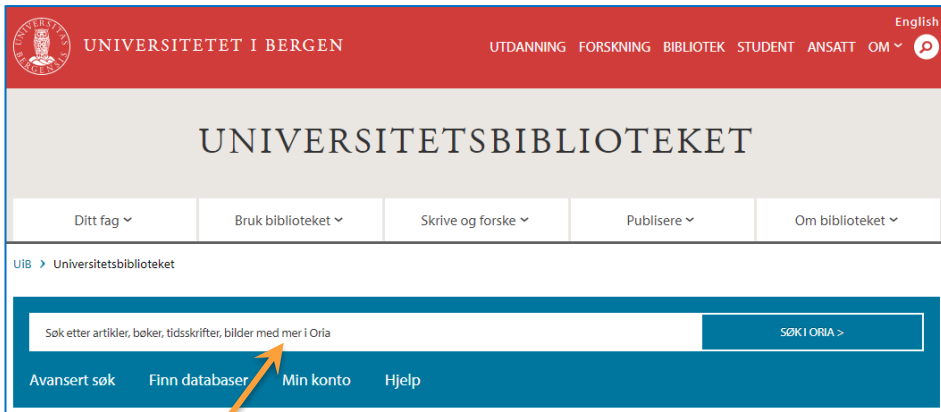 English
UNIVERSITAS BERGENSIS
UNIVERSITETET I BERGEN
UTDANNING FORSKNING BIBLIOTEK STUDENT ANSATT OM
UNIVERSITETSBIBLIOTEKET
Ditt fag Bruk biblioteket Skrive og forske Publisere Om biblioteket
UiB > Universitetsbiblioteket
Søk etter artikler, bøker, tidsskrifter, bilder med mer i Oria SØK I ORIA >
Avansert søk Finn databaser Min konto Hjelp